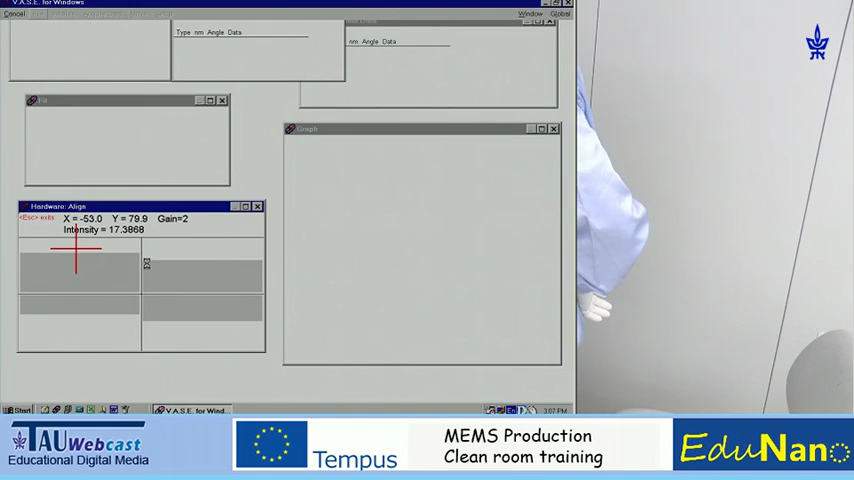 V.A.S.E. for Windows
Cancel
Window Global
Type nm Angle Data
nm Angle Data
Fit
Graph
Hardware: Align
<Esc> exits X = -53.0 Y = 79.9 Gain=2
Intensity = 17.3868
Start
V.A.S.E. for Wind...
En
3:07 PM
TAUWebcast
Educational Digital Media
Tempus
MEMS Production
Clean room training
EduNano